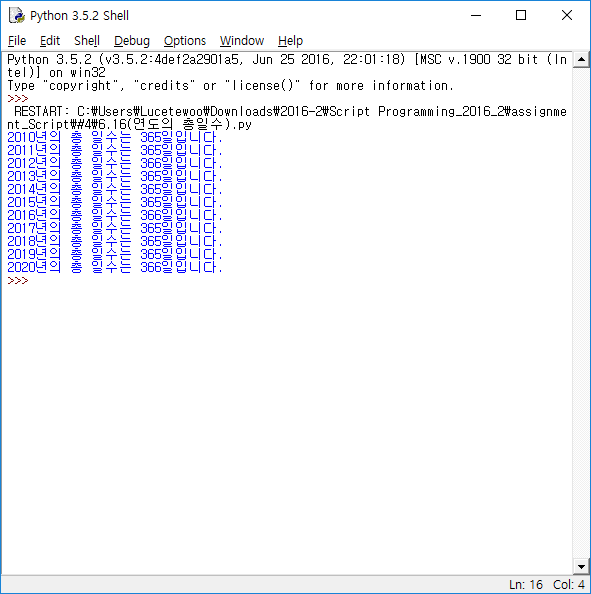 Python 3.5.2 Shell
File Edit Shell Debug Options Window Help
Python 3.5.2 (v3.5.2:4def2a2901a5, Jun 25 2016, 22:01:18) [MSC v.1900 32 bit (In
tel)] on win32
Type "copyright", "credits" or "license()" for more information.
>>>
RESTART: C:₩Users₩Lucetewoo₩Downloads₩2016-2₩Script Programming_2016_2₩assignme
nt_Script₩#4₩6.16(연도의 총일수).py
2010년의 총 일수는 365일입니다.
2011년의 총 일수는 365일입니다.
2012년의 총 일수는 366일입니다.
2013년의 총 일수는 365일입니다.
2014년의 총 일수는 365일입니다.
2015년의 총 일수는 365일입니다.
2016년의 총 일수는 366일입니다.
2017년의 총 일수는 365일입니다.
2018년의 총 일수는 365일입니다.
2019년의 총 일수는 365일입니다.
2020년의 총 일수는 366일입니다.
>>>
Ln: 16 Col: 4